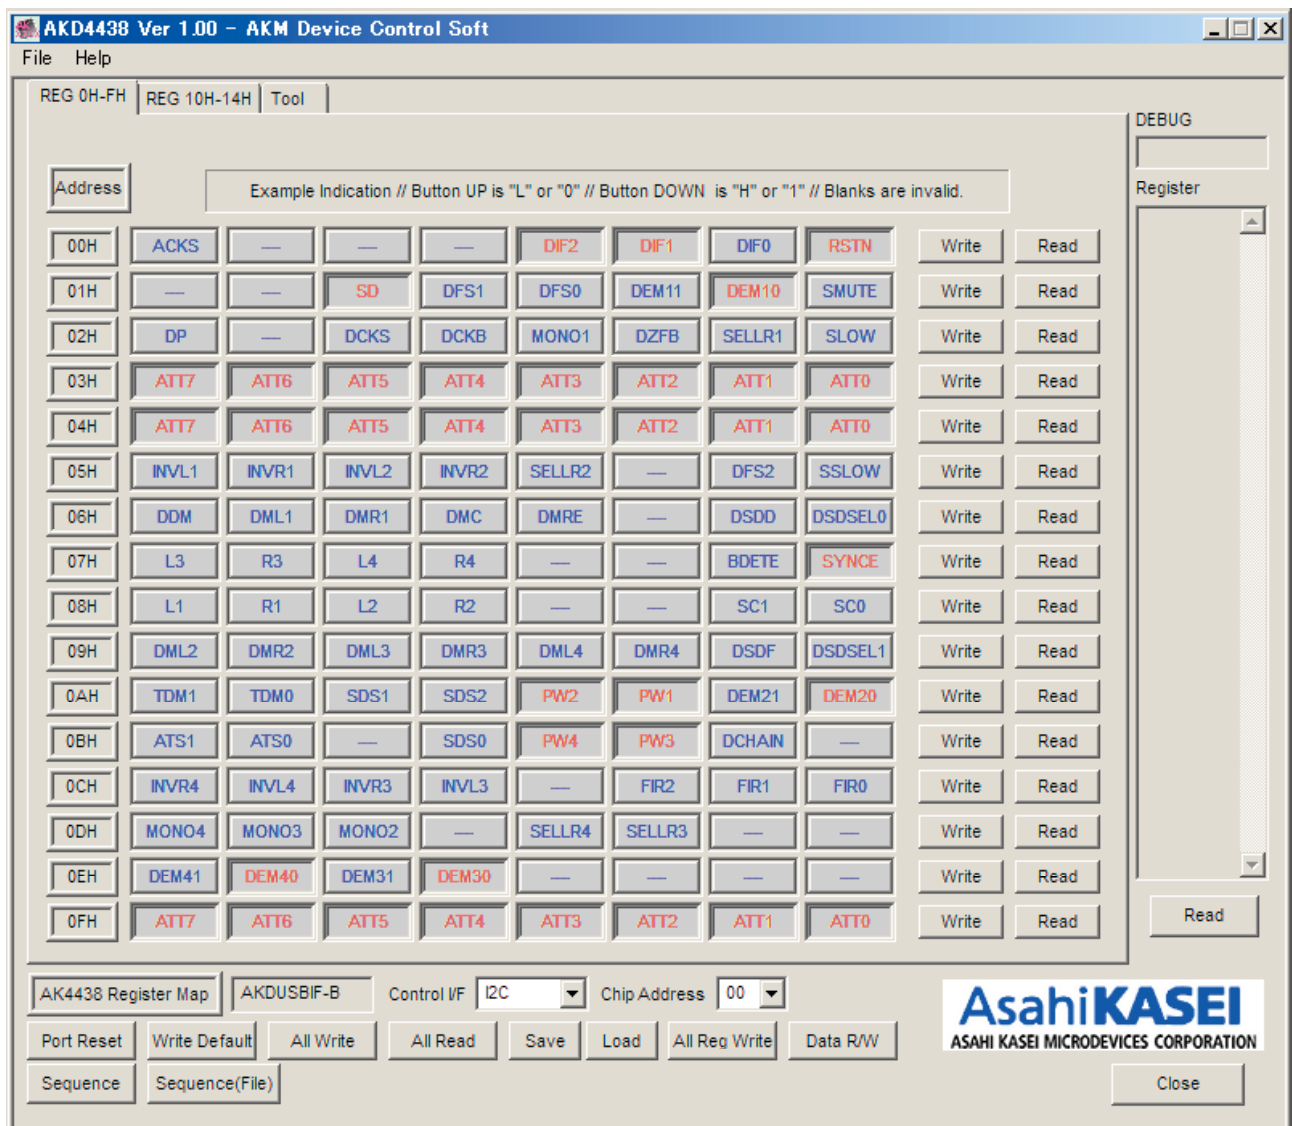 AKD4438 Ver 1.00 - AKM Device Control Soft
File Help
REG 0H-FH REG 10H-14H Tool
DEBUG
Address Example Indication // Button UP is "L" or "0" // Button DOWN is "H" or "1" // Blanks are invalid.
Register
00H ACKS — — — DIF2 DIF1 DIF0 RSTN Write Read
01H — — SD DFS1 DFS0 DEM11 DEM10 SMUTE Write Read
02H DP — DCKS DCKB MONO1 DZFB SELLR1 SLOW Write Read
03H ATT7 ATT6 ATT5 ATT4 ATT3 ATT2 ATT1 ATT0 Write Read
04H ATT7 ATT6 ATT5 ATT4 ATT3 ATT2 ATT1 ATT0 Write Read
05H INVL1 INVR1 INVL2 INVR2 SELLR2 — DFS2 SSLOW Write Read
06H DDM DML1 DMR1 DMC DMRE — DSDD DSDSEL0 Write Read
07H L3 R3 L4 R4 — — BDETE SYNCE Write Read
08H L1 R1 L2 R2 — — SC1 SC0 Write Read
09H DML2 DMR2 DML3 DMR3 DML4 DMR4 DSDF DSDSEL1 Write Read
0AH TDM1 TDM0 SDS1 SDS2 PW2 PW1 DEM21 DEM20 Write Read
0BH ATS1 ATS0 — SDS0 PW4 PW3 DCHAIN — Write Read
0CH INVR4 INVL4 INVR3 INVL3 — FIR2 FIR1 FIR0 Write Read
0DH MONO4 MONO3 MONO2 — SELLR4 SELLR3 — — Write Read
0EH DEM41 DEM40 DEM31 DEM30 — — — — Write Read
0FH ATT7 ATT6 ATT5 ATT4 ATT3 ATT2 ATT1 ATT0 Write Read
Read
AK4438 Register Map AKDUSBIF-B Control I/F I2C Chip Address 00
AsahiKASEI
ASAHI KASEI MICRODEVICES CORPORATION
Port Reset Write Default All Write All Read Save Load All Reg Write Data R/W
Sequence Sequence(File) Close